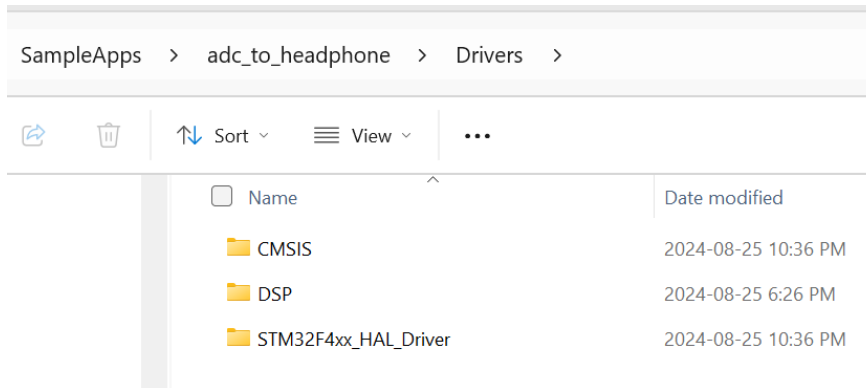 SampleApps > adc_to_headphone > Drivers >
Sort View ...
Name Date modified
CMSIS 2024-08-25 10:36 PM
DSP 2024-08-25 6:26 PM
STM32F4xx_HAL_Driver 2024-08-25 10:36 PM